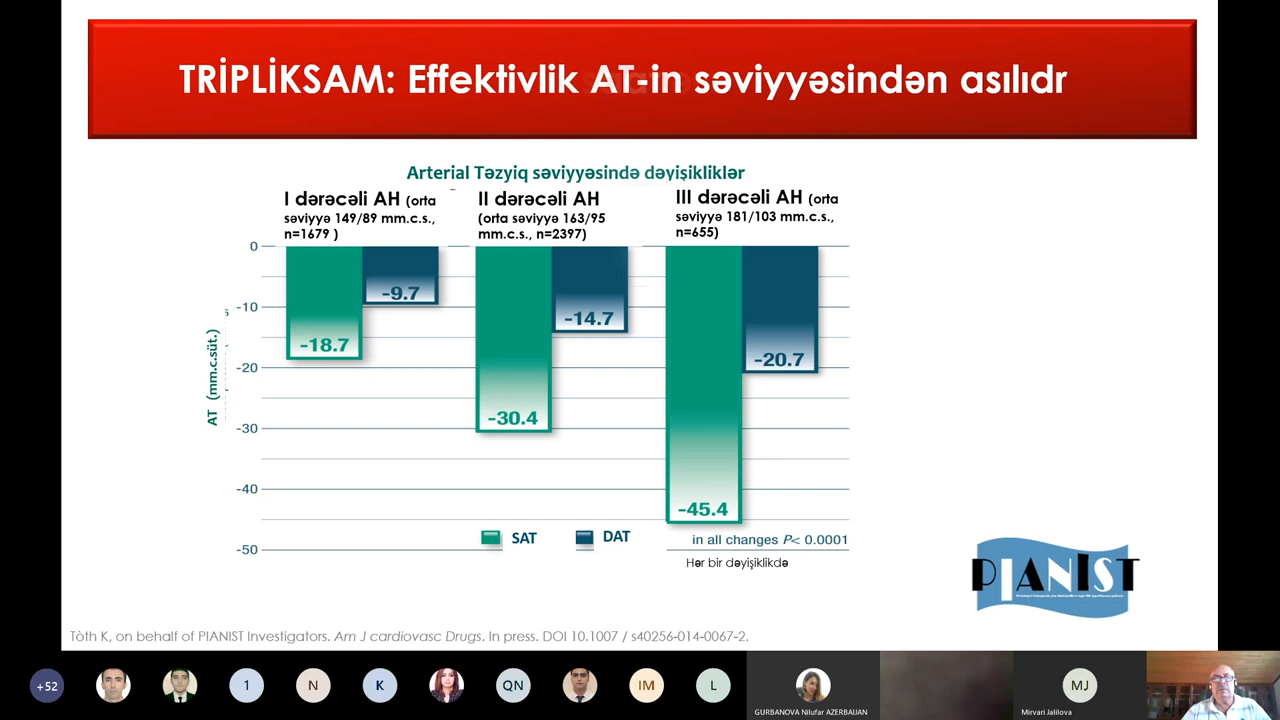 TRİPLİKSAM: Effektivlik AT-in səviyyəsindən asılıdr
Arterial Təzyiq səviyyəsində dəyişikliklər
I dərəcəli AH (orta
səviyyə 149/89 mm.c.s.,
n=1679 )
II dərəcəli AH
(orta səviyyə 163/95
mm.c.s., n=2397)
III dərəcəli AH (orta
səviyyə 181/103 mm.c.s.,
n=655)
AT (mm.c.süt.)
0
-10
-20
-30
-40
-50
-18.7
-9.7
-30.4
-14.7
-45.4
-20.7
SAT
DAT
in all changes P< 0.0001
Hər bir dəyişiklikdə
PIANIST
Tòth K, on behalf of PIANIST Investigators. Am J cardiovasc Drugs. In press. DOI 10.1007 / s40256-014-0067-2.
+52
1
N
K
QN
IM
L
GURBANOVA Nilufar AZERBAIJAN
MJ
Mirvari Jalilova